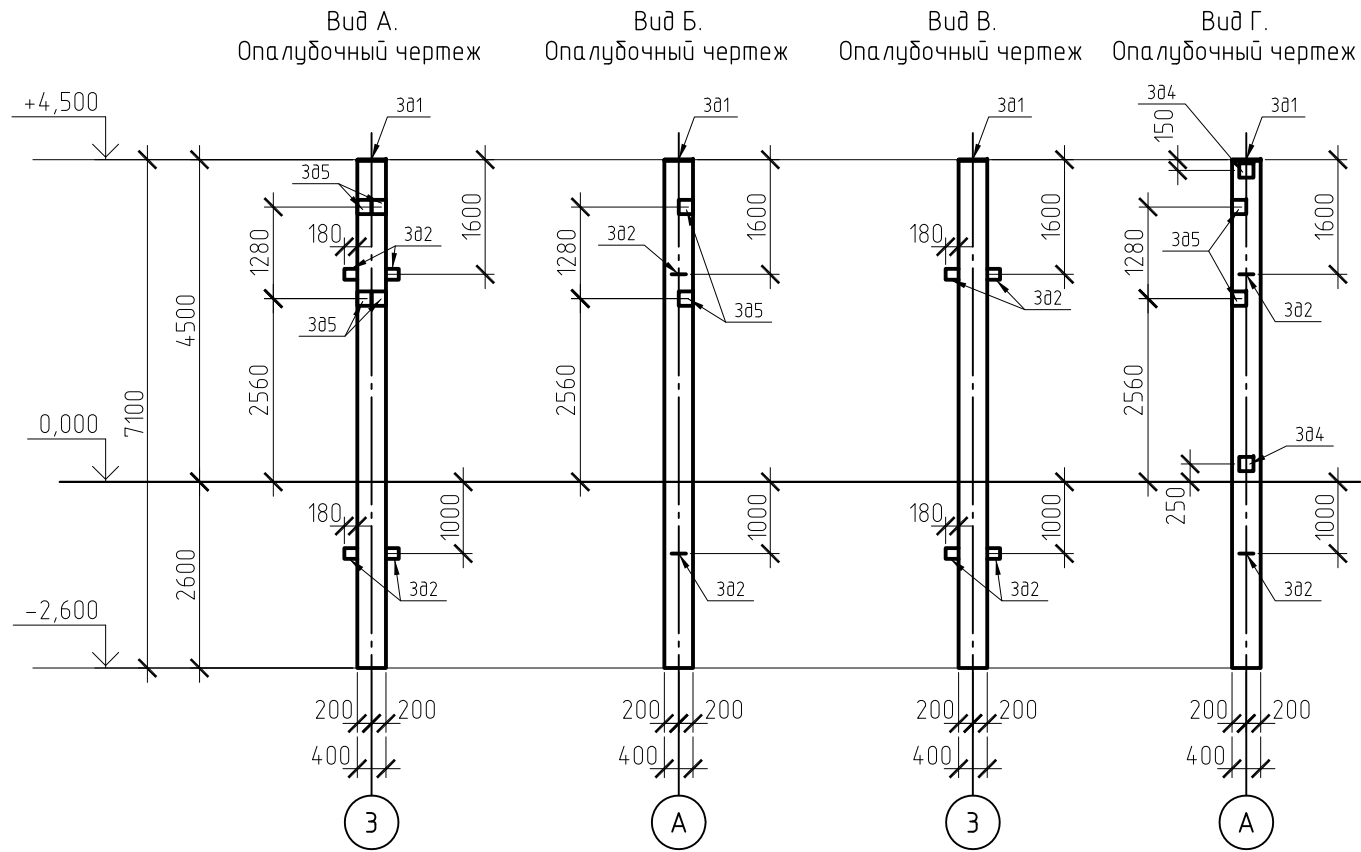 Вид А.
Опалубочный чертеж
Вид Б.
Опалубочный чертеж
Вид В.
Опалубочный чертеж
Вид Г.
Опалубочный чертеж
+4,500
0,000
-2,600
7100
4500
2600
1280
2560
Зд1
Зд5
180
Зд2
Зд5
1600
180
Зд2
1000
200
200
400
3
Зд1
1280
2560
Зд2
Зд5
1600
1000
Зд2
200
200
400
А
Зд1
180
Зд2
1600
180
Зд2
1000
200
200
400
3
Зд4
150
Зд1
1280
2560
Зд5
Зд2
1600
Зд4
250
1000
Зд2
200
200
400
А